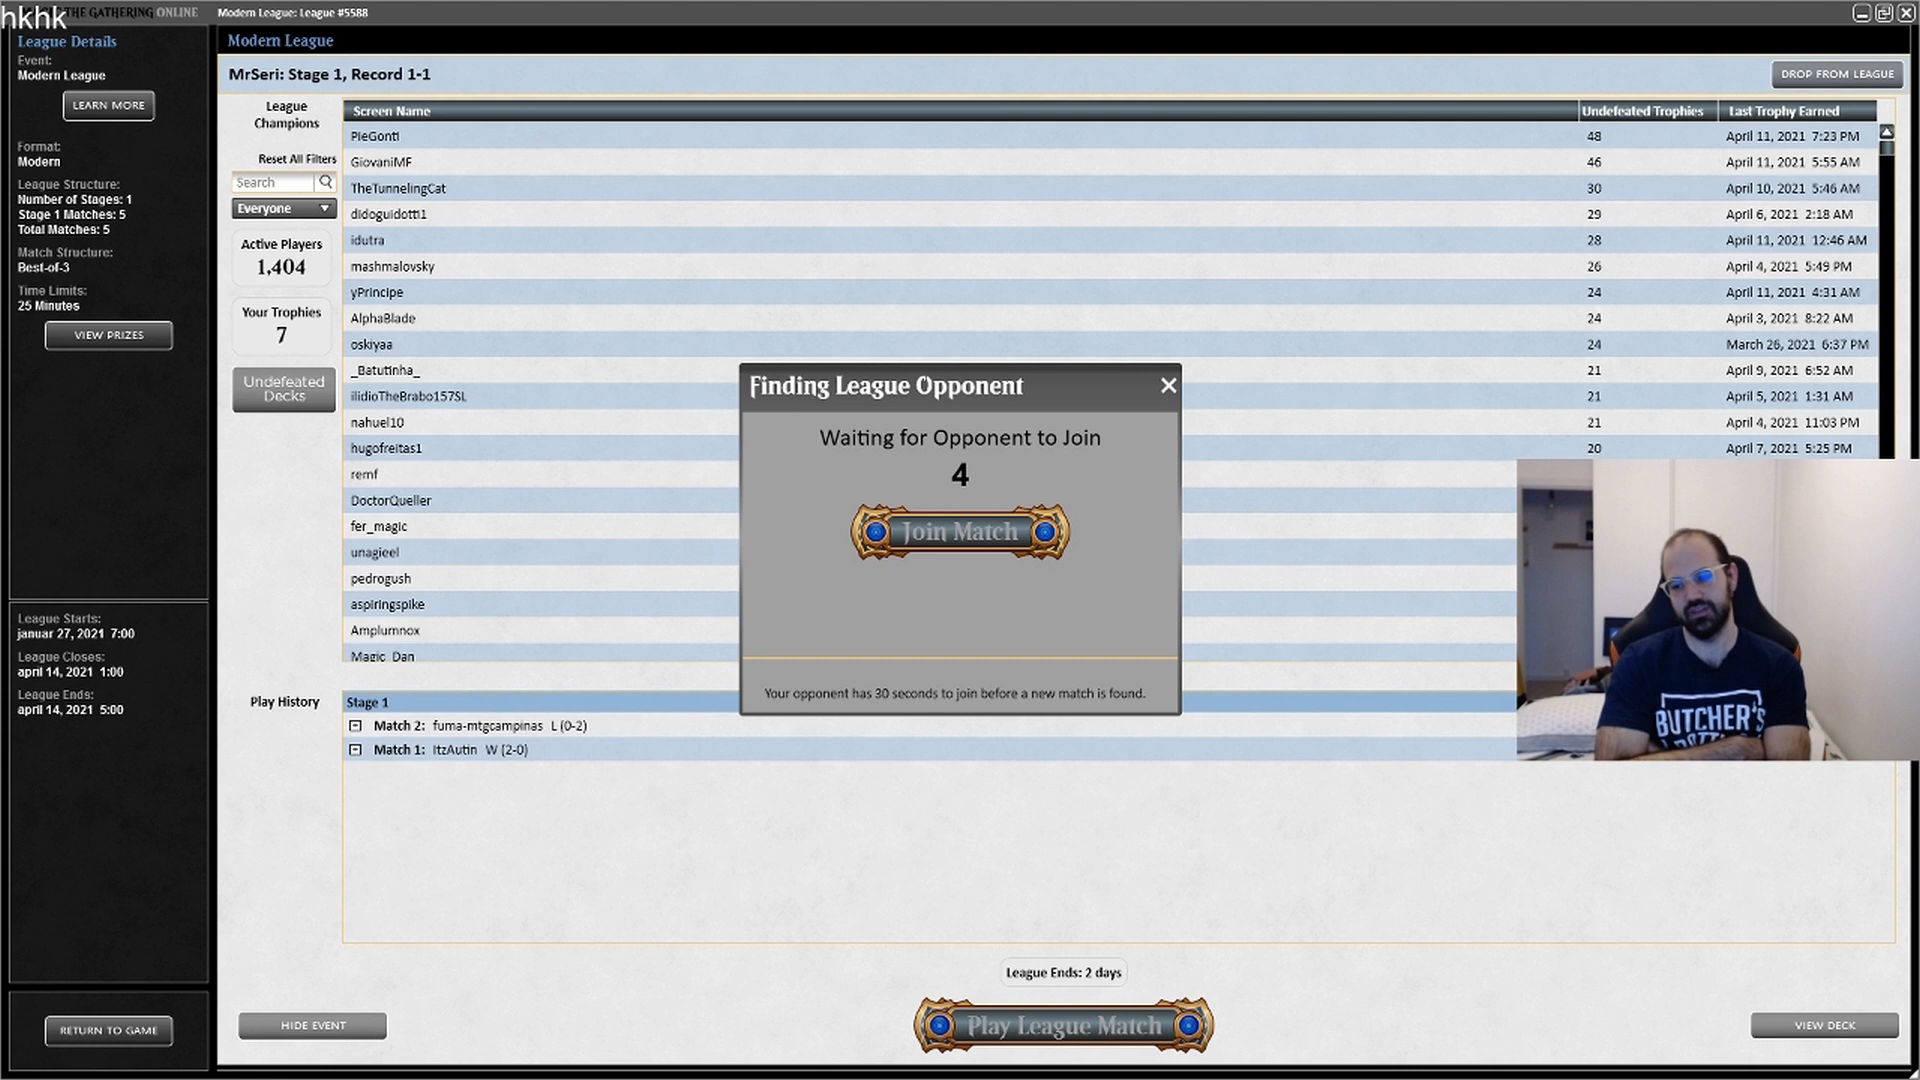 hkhk
THE GATHERING ONLINE
Modern League: League #5588
League Details
Event:
Modern League
LEARN MORE
Format:
Modern
League Structure:
Number of Stages: 1
Stage 1 Matches: 5
Total Matches: 5
Match Structure:
Best-of-3
Time Limits:
25 Minutes
VIEW PRIZES
League Starts:
januar 27, 2021 7:00
League Closes:
april 14, 2021 1:00
League Ends:
april 14, 2021 5:00
RETURN TO GAME
Modern League
MrSeri: Stage 1, Record 1-1
DROP FROM LEAGUE
League
Champions
Reset All Filters
Search
Everyone
Active Players
1,404
Your Trophies
7
Undefeated
Decks
Screen Name Undefeated Trophies Last Trophy Earned
PieGonti 48 April 11, 2021 7:23 PM
GiovaniMF 46 April 11, 2021 5:55 AM
TheTunnelingCat 30 April 10, 2021 5:46 AM
didoguidotti1 29 April 6, 2021 2:18 AM
idutra 28 April 11, 2021 12:46 AM
mashmalovsky 26 April 4, 2021 5:49 PM
yPrincipe 24 April 11, 2021 4:31 AM
AlphaBlade 24 April 3, 2021 8:22 AM
oskiyaa 24 March 26, 2021 6:37 PM
_Batutinha_ 21 April 9, 2021 6:52 AM
ilidioTheBrabo157SL 21 April 5, 2021 1:31 AM
nahuel10 21 April 4, 2021 11:03 PM
hugofreitas1 20 April 7, 2021 5:25 PM
remf
DoctorQueller
fer_magic
unagieel
pedrogush
aspiringspike
Amplumnox
Magic_Dan
Finding League Opponent
Waiting for Opponent to Join
4
Join Match
Your opponent has 30 seconds to join before a new match is found.
BUTCHER'S
Play History
Stage 1
Match 2: fuma-mtgcampinas L (0-2)
Match 1: ItzAutin W (2-0)
League Ends: 2 days
HIDE EVENT
Play League Match
VIEW DECK